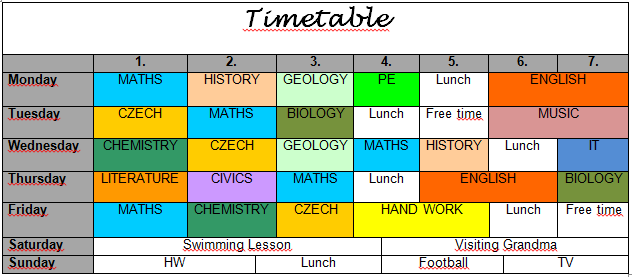 Timetable
1. 2. 3. 4. 5. 6. 7.
Monday MATHS HISTORY GEOLOGY PE Lunch ENGLISH
Tuesday CZECH MATHS BIOLOGY Lunch Free time MUSIC
Wednesday CHEMISTRY CZECH GEOLOGY MATHS HISTORY Lunch IT
Thursday LITERATURE CIVICS MATHS Lunch ENGLISH BIOLOGY
Friday MATHS CHEMISTRY CZECH HAND WORK Lunch Free time
Saturday Swimming Lesson Visiting Grandma
Sunday HW Lunch Football TV